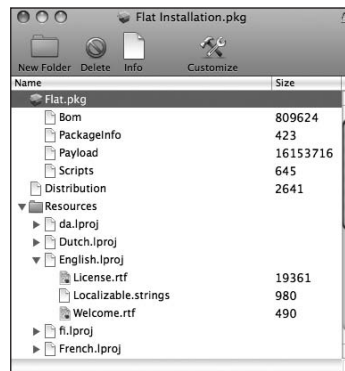 Flat Installation.pkg
New Folder Delete Info Customize
Name Size
Flat.pkg
Bom 809624
PackageInfo 423
Payload 16153716
Scripts 645
Distribution 2641
Resources
da.lproj
Dutch.lproj
English.lproj
License.rtf 19361
Localizable.strings 980
Welcome.rtf 490
fi.lproj
French.lproj